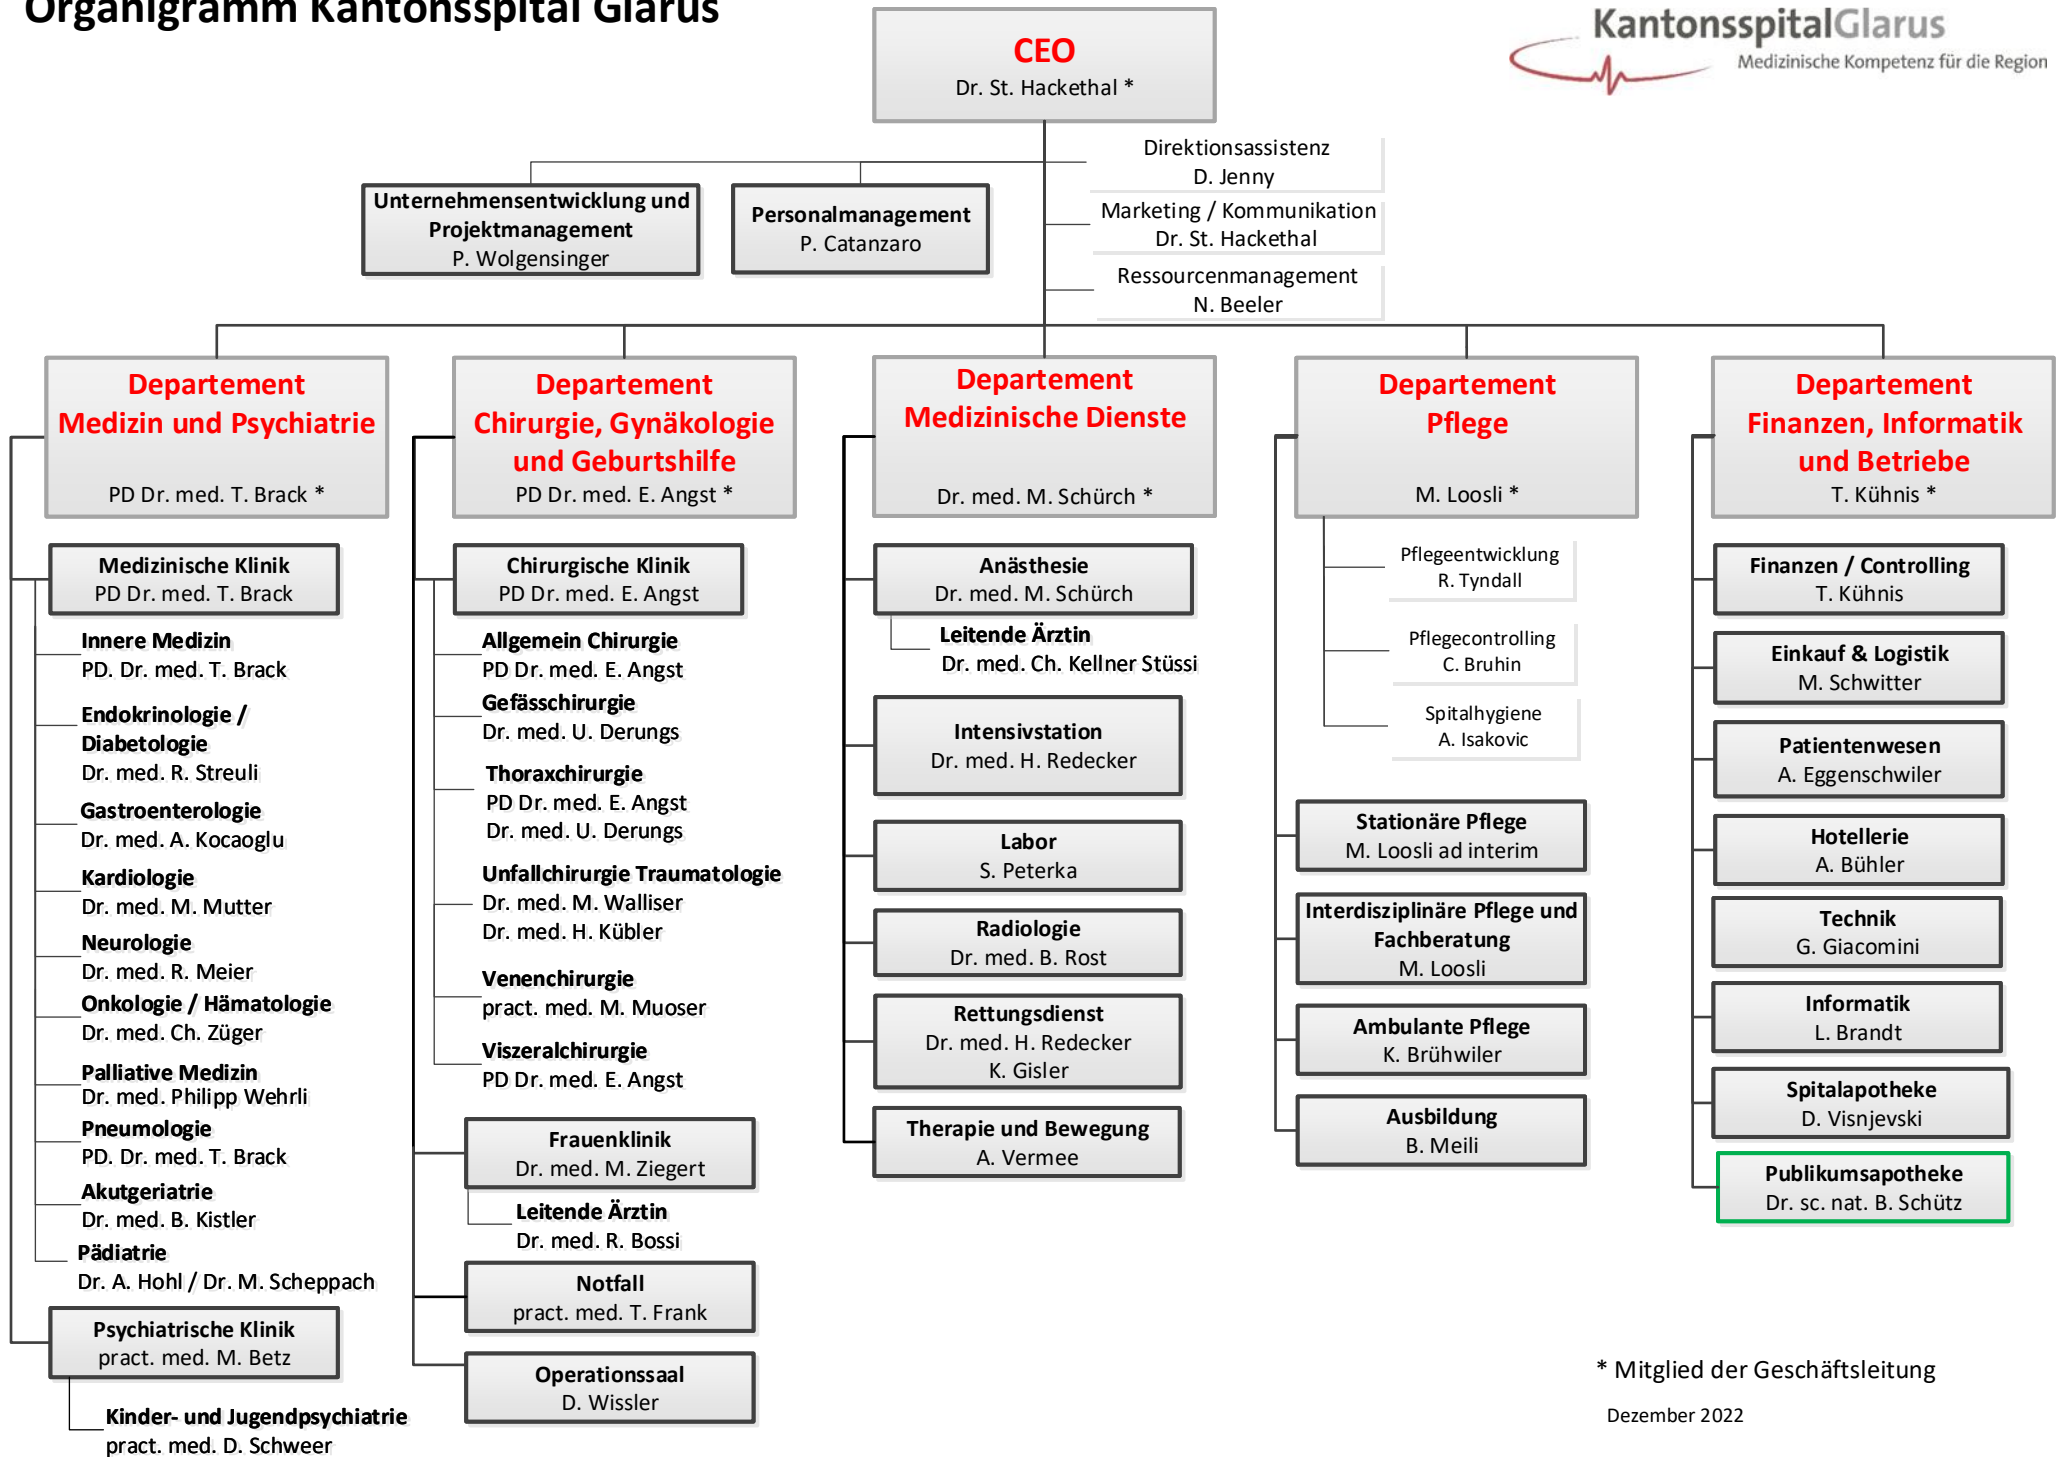 Organigramm Kantonsspital Glarus
KantonsspitalGlarus
Medizinische Kompetenz für die Region
CEO
Dr. St. Hackethal *
Direktionsassistenz
D. Jenny
Unternehmensentwicklung und
Projektmanagement
P. Wolgensinger
Personalmanagement
P. Catanzaro
Marketing / Kommunikation
Dr. St. Hackethal
Ressourcenmanagement
N. Beeler
Departement
Medizin und Psychiatrie
PD Dr. med. T. Brack *
Medizinische Klinik
PD Dr. med. T. Brack
Innere Medizin
PD. Dr. med. T. Brack
Endokrinologie /
Diabetologie
Dr. med. R. Streuli
Gastroenterologie
Dr. med. A. Kocaoglu
Kardiologie
Dr. med. M. Mutter
Neurologie
Dr. med. R. Meier
Onkologie / Hämatologie
Dr. med. Ch. Züger
Palliative Medizin
Dr. med. Philipp Wehrli
Pneumologie
PD. Dr. med. T. Brack
Akutgeriatrie
Dr. med. B. Kistler
Pädiatrie
Dr. A. Hohl / Dr. M. Scheppach
Psychiatrische Klinik
pract. med. M. Betz
Kinder- und Jugendpsychiatrie
pract. med. D. Schweer
Departement
Chirurgie, Gynäkologie
und Geburtshilfe
PD Dr. med. E. Angst *
Chirurgische Klinik
PD Dr. med. E. Angst
Allgemein Chirurgie
PD Dr. med. E. Angst
Gefässchirurgie
Dr. med. U. Derungs
Thoraxchirurgie
PD Dr. med. E. Angst
Dr. med. U. Derungs
Unfallchirurgie Traumatologie
Dr. med. M. Walliser
Dr. med. H. Kübler
Venenchirurgie
pract. med. M. Muoser
Viszeralchirurgie
PD Dr. med. E. Angst
Frauenklinik
Dr. med. M. Ziegert
Leitende Ärztin
Dr. med. R. Bossi
Notfall
pract. med. T. Frank
Operationssaal
D. Wissler
Departement
Medizinische Dienste
Dr. med. M. Schürch *
Anästhesie
Dr. med. M. Schürch
Leitende Ärztin
Dr. med. Ch. Kellner Stüssi
Intensivstation
Dr. med. H. Redecker
Labor
S. Peterka
Radiologie
Dr. med. B. Rost
Rettungsdienst
Dr. med. H. Redecker
K. Gisler
Therapie und Bewegung
A. Vermee
Departement
Pflege
M. Loosli *
Pflegeentwicklung
R. Tyndall
Pflegecontrolling
C. Bruhin
Spitalhygiene
A. Isakovic
Stationäre Pflege
M. Loosli ad interim
Interdisziplinäre Pflege und
Fachberatung
M. Loosli
Ambulante Pflege
K. Brühwiler
Ausbildung
B. Meili
Departement
Finanzen, Informatik
und Betriebe
T. Kühnis *
Finanzen / Controlling
T. Kühnis
Einkauf & Logistik
M. Schwitter
Patientenwesen
A. Eggenschwiler
Hotellerie
A. Bühler
Technik
G. Giacomini
Informatik
L. Brandt
Spitalapotheke
D. Visnjevski
Publikumsapotheke
Dr. sc. nat. B. Schütz
* Mitglied der Geschäftsleitung
Dezember 2022